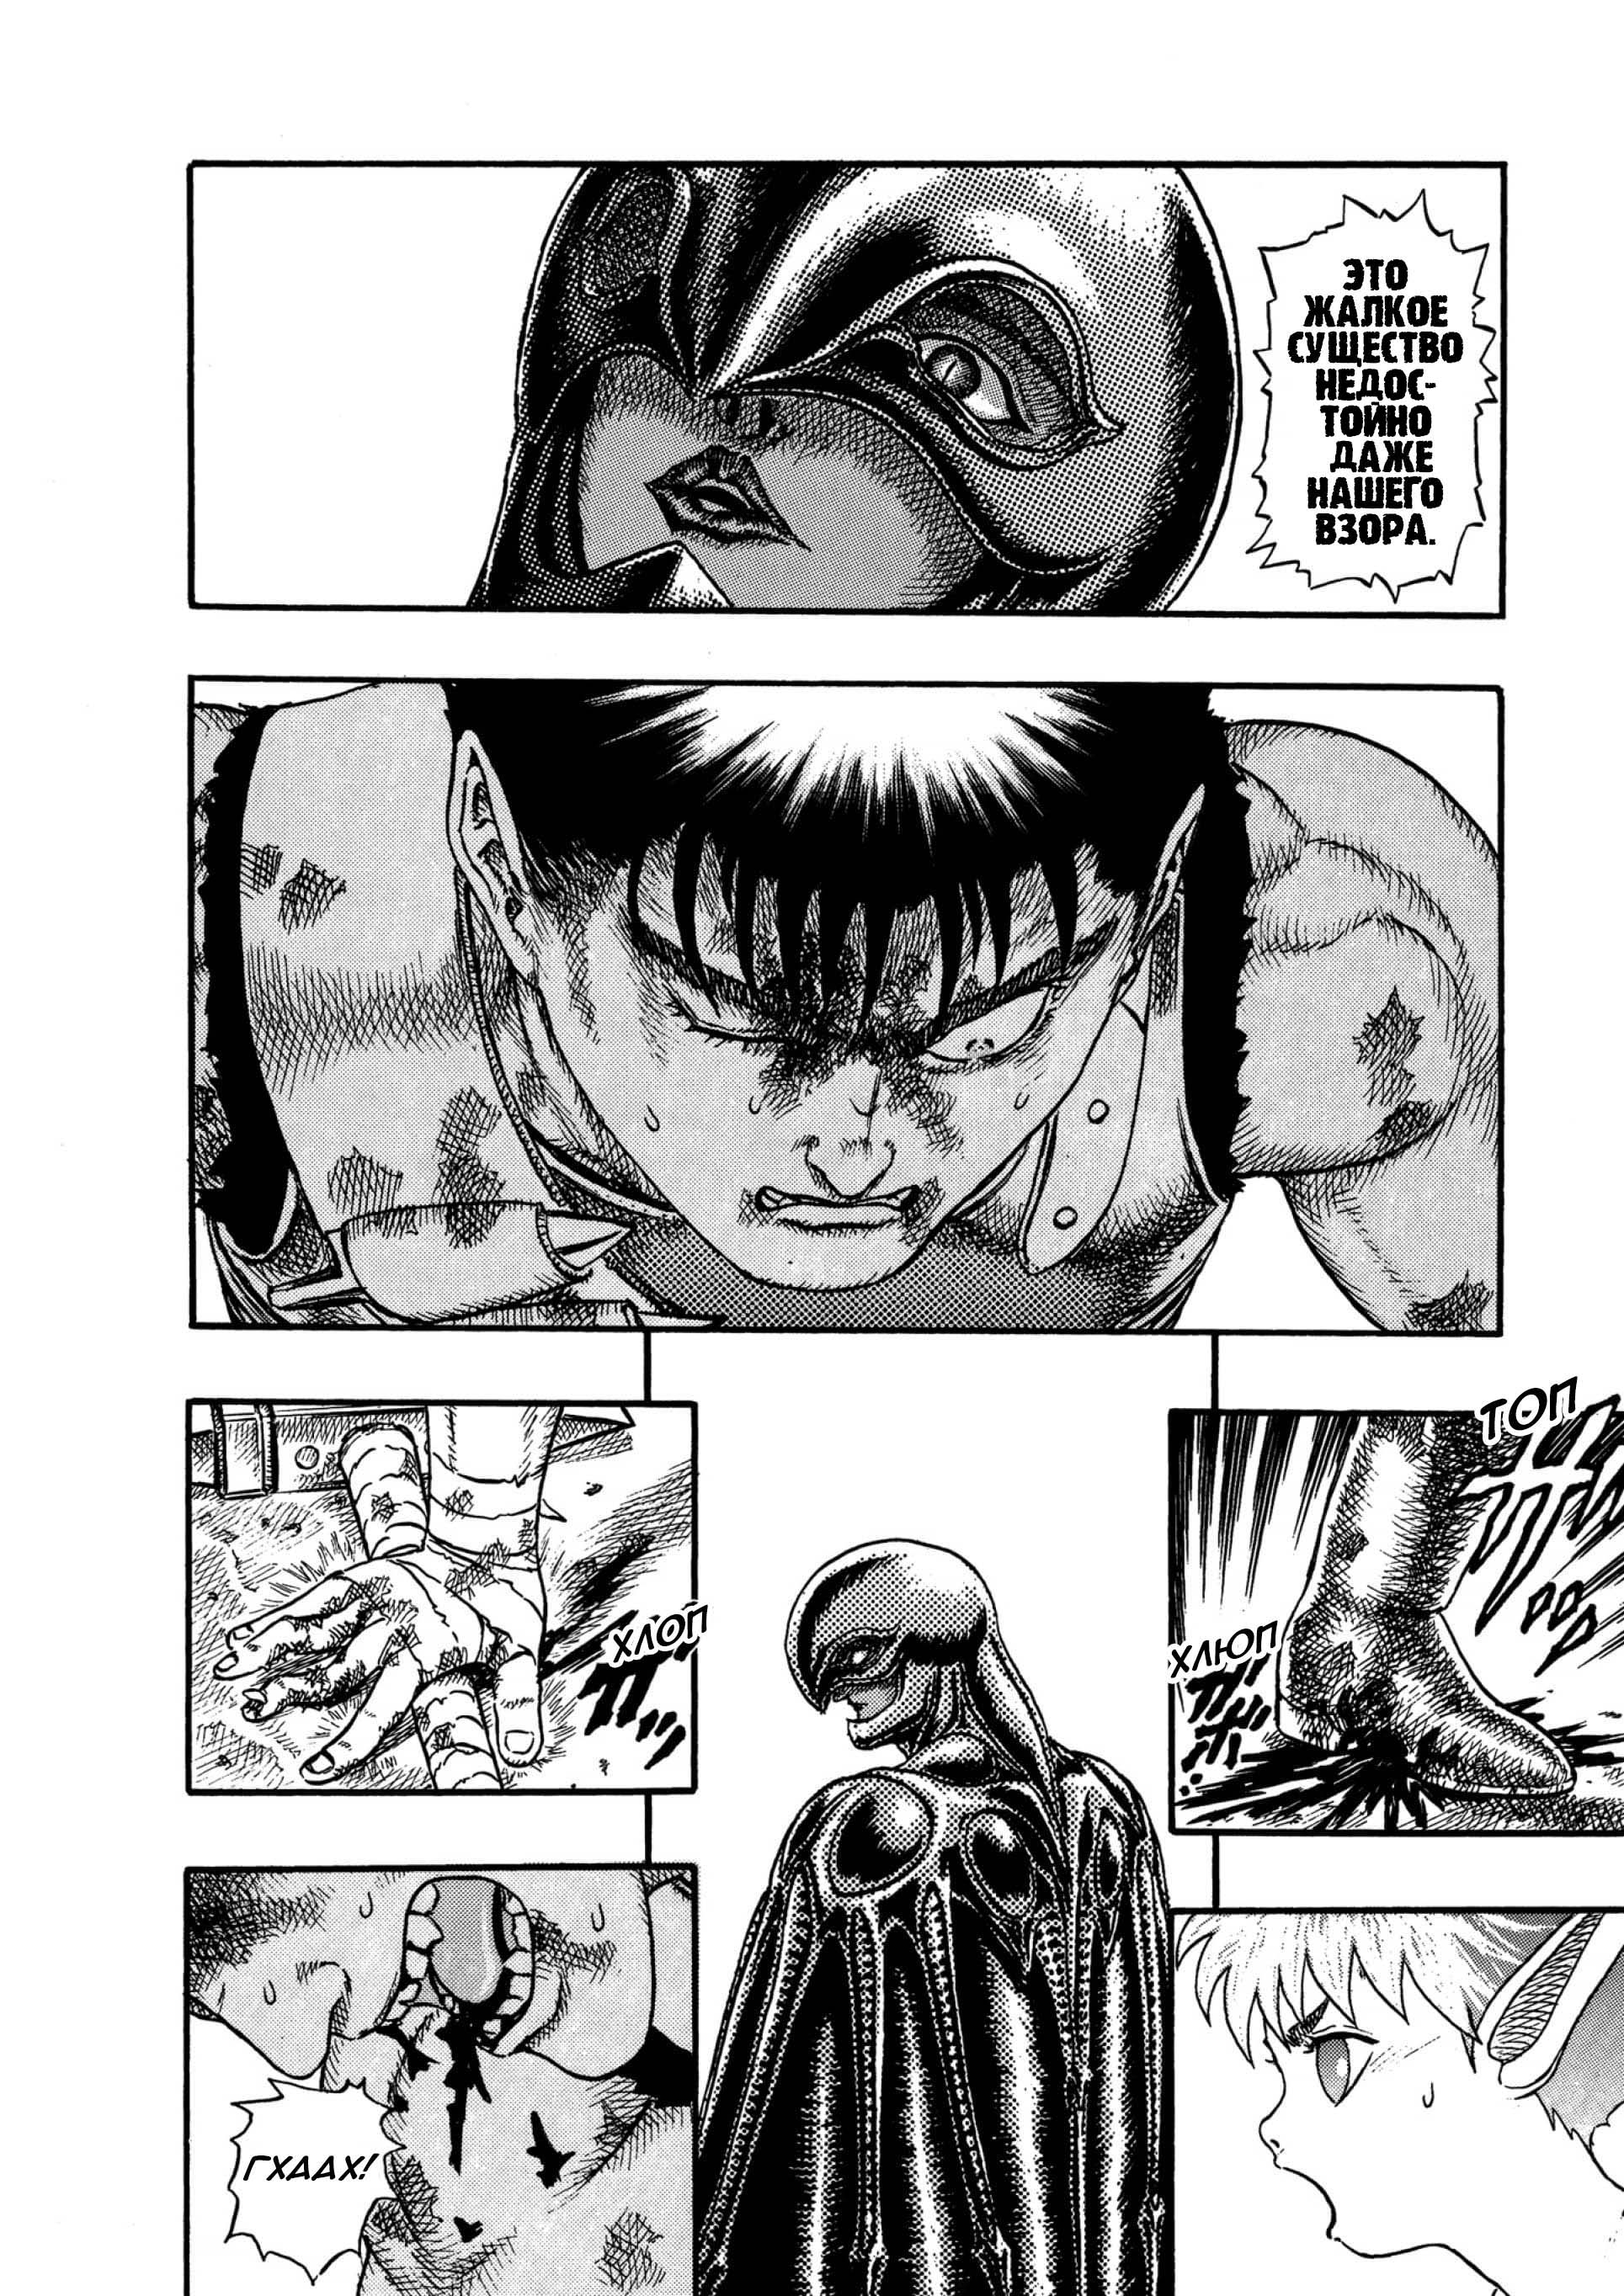 ЭТО
ЖАЛКОЕ
СУЩЕСТВО
НЕДОС-
ТОЙНО
ДАЖЕ
НАШЕГО
ВЗОРА.
ТОП
ХЛЮП
ХЛОП
ГХААХ!